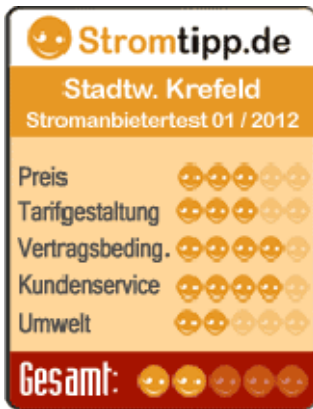 Stromtipp.de
Stadtw. Krefeld
Stromanbietertest 01 / 2012
Preis
Tarifgestaltung
Vertragsbeding.
Kundenservice
Umwelt
Gesamt: